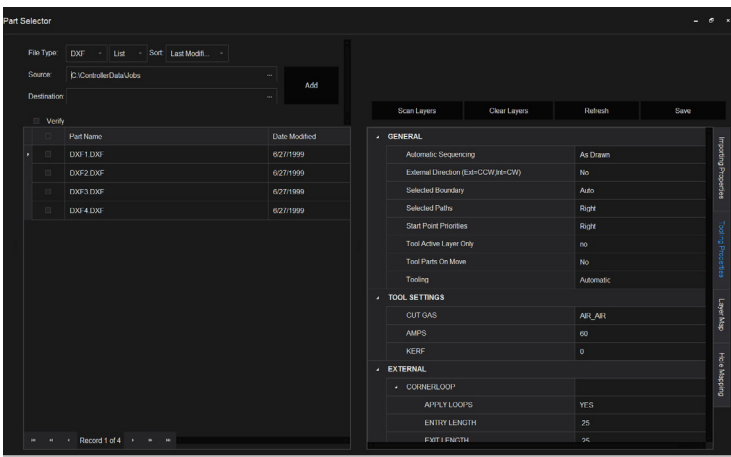 Part Selector
File Type: DXF List Sort: Last Modifi...
Source: C:\ControllerData\Jobs ...
Destination: ...
Add
Verify
Part Name Date Modified
DXF1.DXF 6/27/1999
DXF2.DXF 6/27/1999
DXF3.DXF 6/27/1999
DXF4.DXF 6/27/1999
Record 1 of 4
Scan Layers Clear Layers Refresh Save
GENERAL
Automatic Sequencing As Drawn
External Direction (Ext=CCW,Int=CW) No
Selected Boundary Auto
Selected Paths Right
Start Point Priorities Right
Tool Active Layer Only no
Tool Parts On Move No
Tooling Automatic
TOOL SETTINGS
CUT GAS AIR_AIR
AMPS 60
KERF 0
EXTERNAL
CORNERLOOP
APPLY LOOPS YES
ENTRY LENGTH .25
EXIT LENGTH .25
Importing Properties
Tooling Properties
Layer Map
Hole Mapping